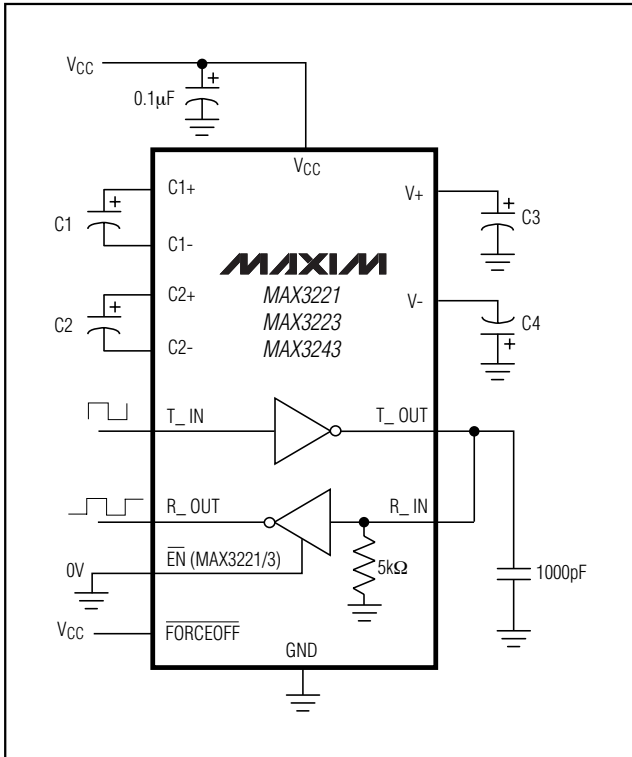 VCC
0.1μF
VCC
C1+
V+
C1
C3
C1-
MAXIM
C2+
MAX3221
V-
MAX3223
C2
C4
C2-
MAX3243
T_ IN
T_ OUT
R_ OUT
R_ IN
0V
EN (MAX3221/3)
5kΩ
1000pF
VCC
FORCEOFF
GND